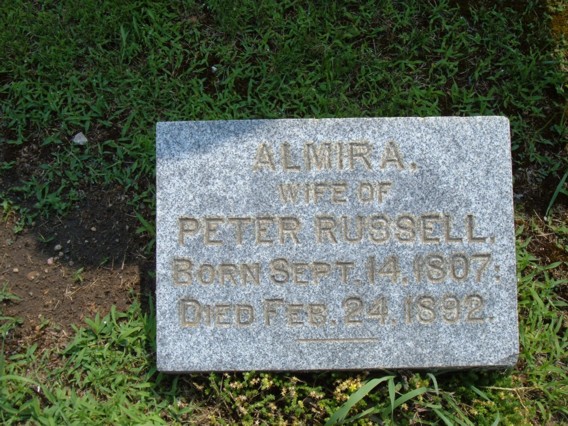 ALMIRA.
WIFE OF
PETER RUSSELL.
BORN SEPT. 14, 1807;
DIED FEB. 24, 1892.